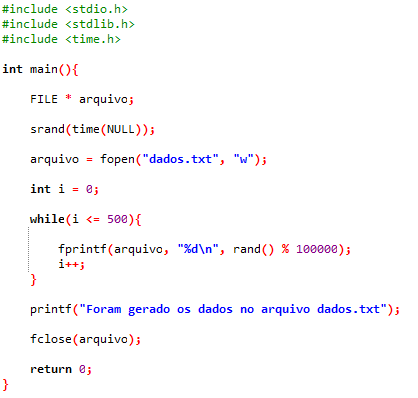 #include <stdio.h>
#include <stdlib.h>
#include <time.h>
int main(){
FILE * arquivo;
srand(time(NULL));
arquivo = fopen("dados.txt", "w");
int i = 0;
while(i <= 500){
fprintf(arquivo, "%d\n", rand() % 100000);
i++;
}
printf("Foram gerado os dados no arquivo dados.txt");
fclose(arquivo);
return 0;
}